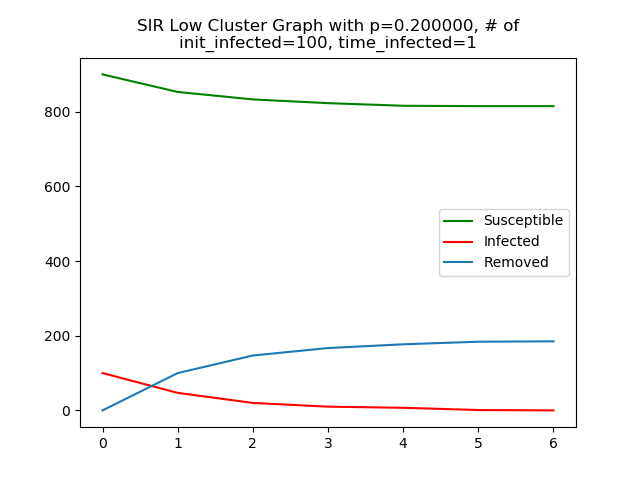 SIR Low Cluster Graph with p=0.200000, # of
init_infected=100, time_infected=1
800
600
400
200
0
Susceptible
Infected
Removed
0 1 2 3 4 5 6